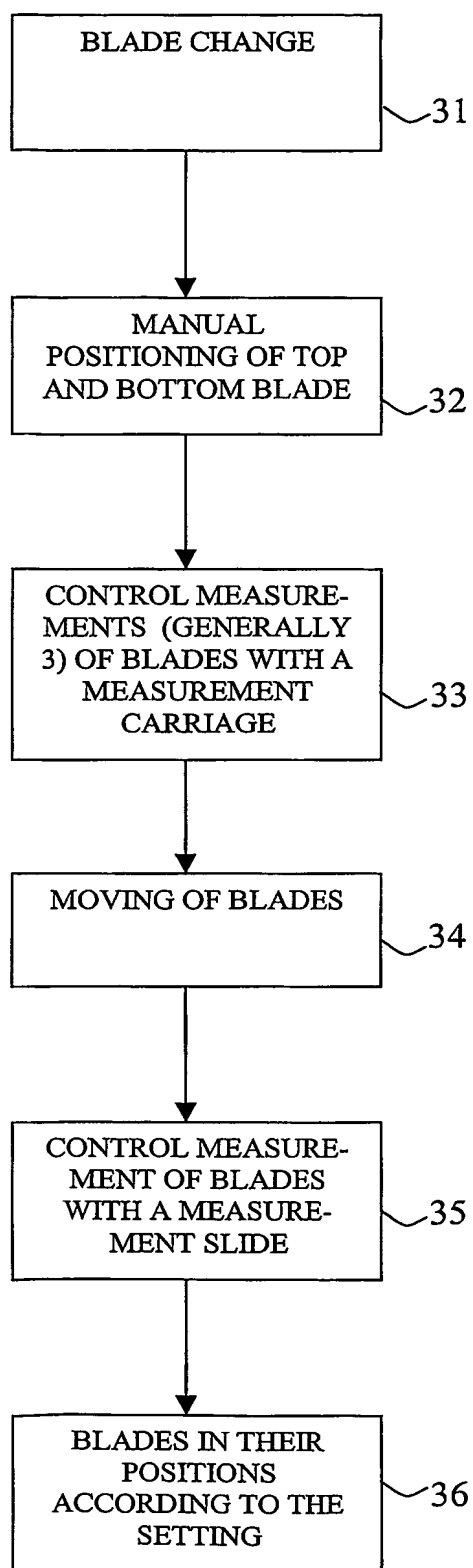 BLADE CHANGE
31
MANUAL
POSITIONING OF TOP
AND BOTTOM BLADE
32
CONTROL MEASURE-
MENTS (GENERALLY
3) OF BLADES WITH A
MEASUREMENT
CARRIAGE
33
MOVING OF BLADES
34
CONTROL MEASURE-
MENT OF BLADES
WITH A MEASURE-
MENT SLIDE
35
BLADES IN THEIR
POSITIONS
ACCORDING TO THE
SETTING
36